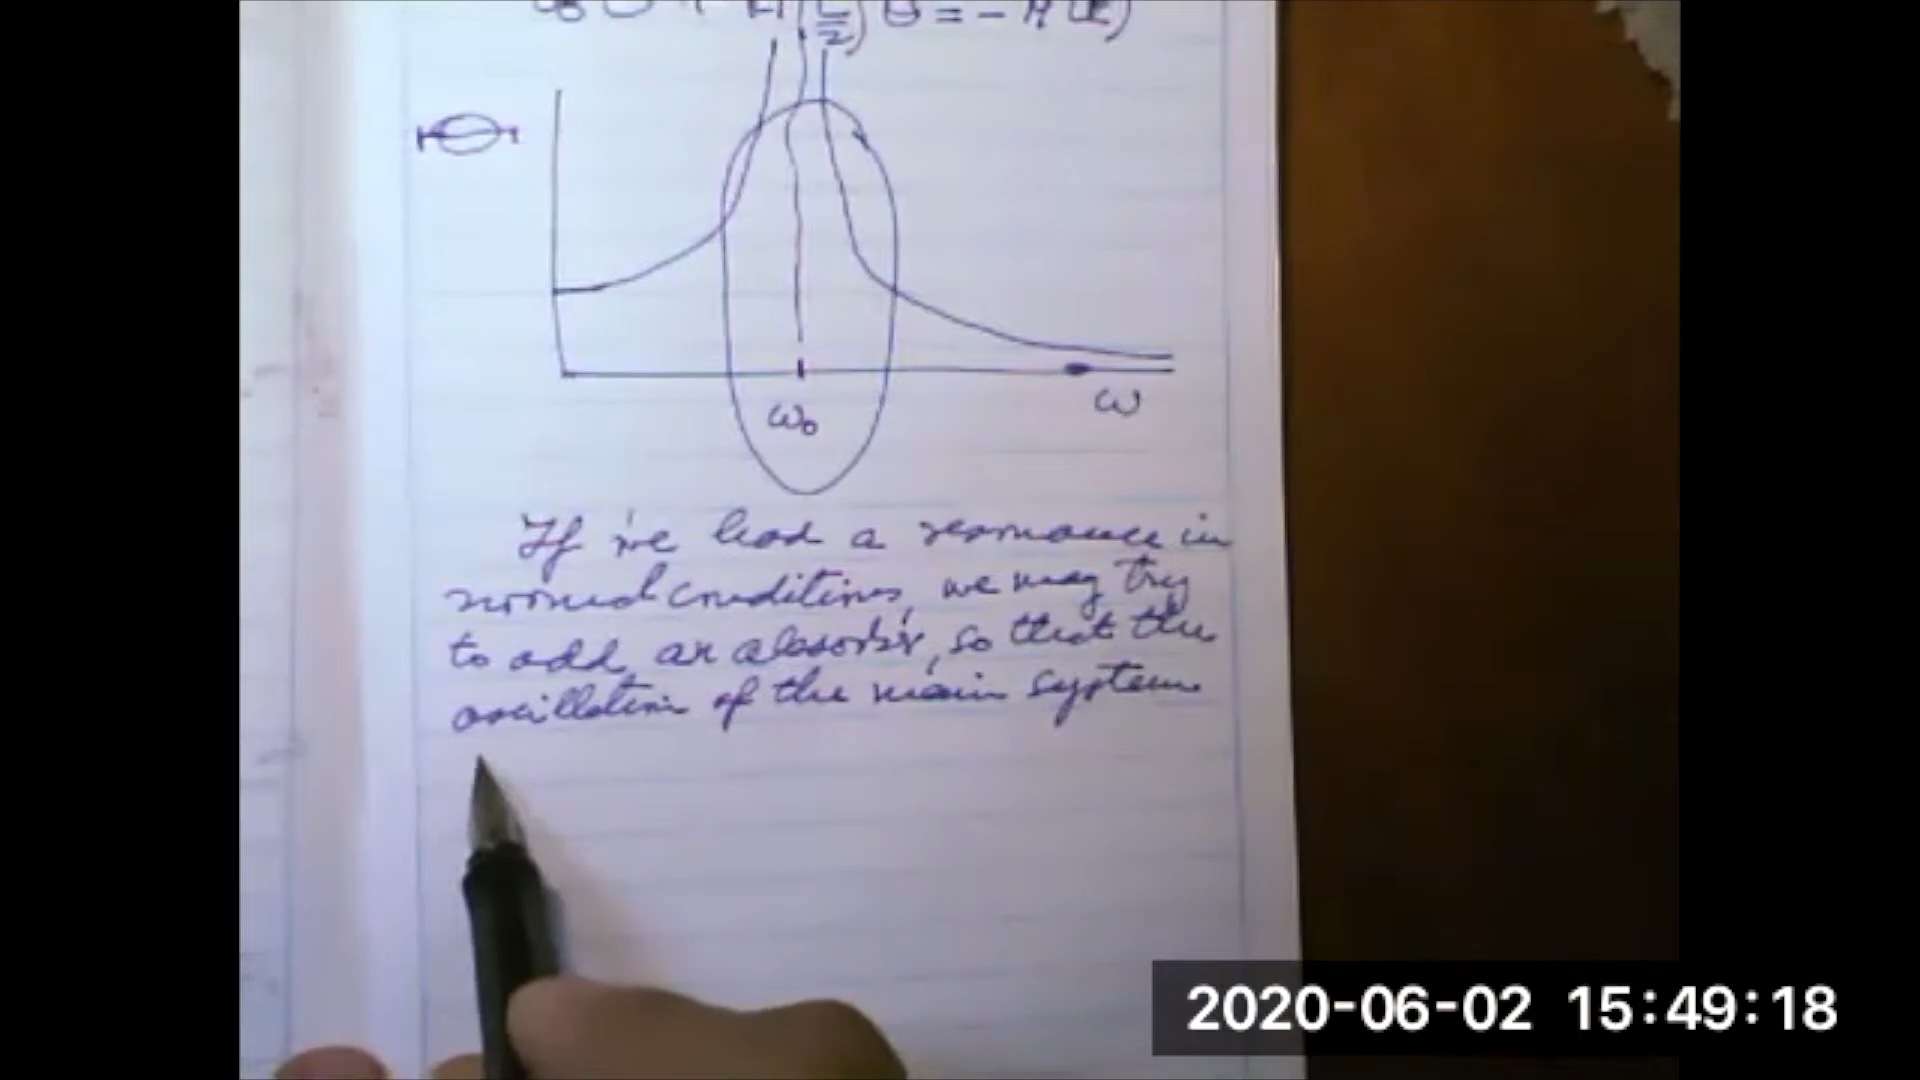 Θ = -
|Θ|
ω₀
ω
If we had a resonance in
normal conditions, we may try
to add an absorber, so that the
oscillation of the main system
2020-06-02 15:49:18